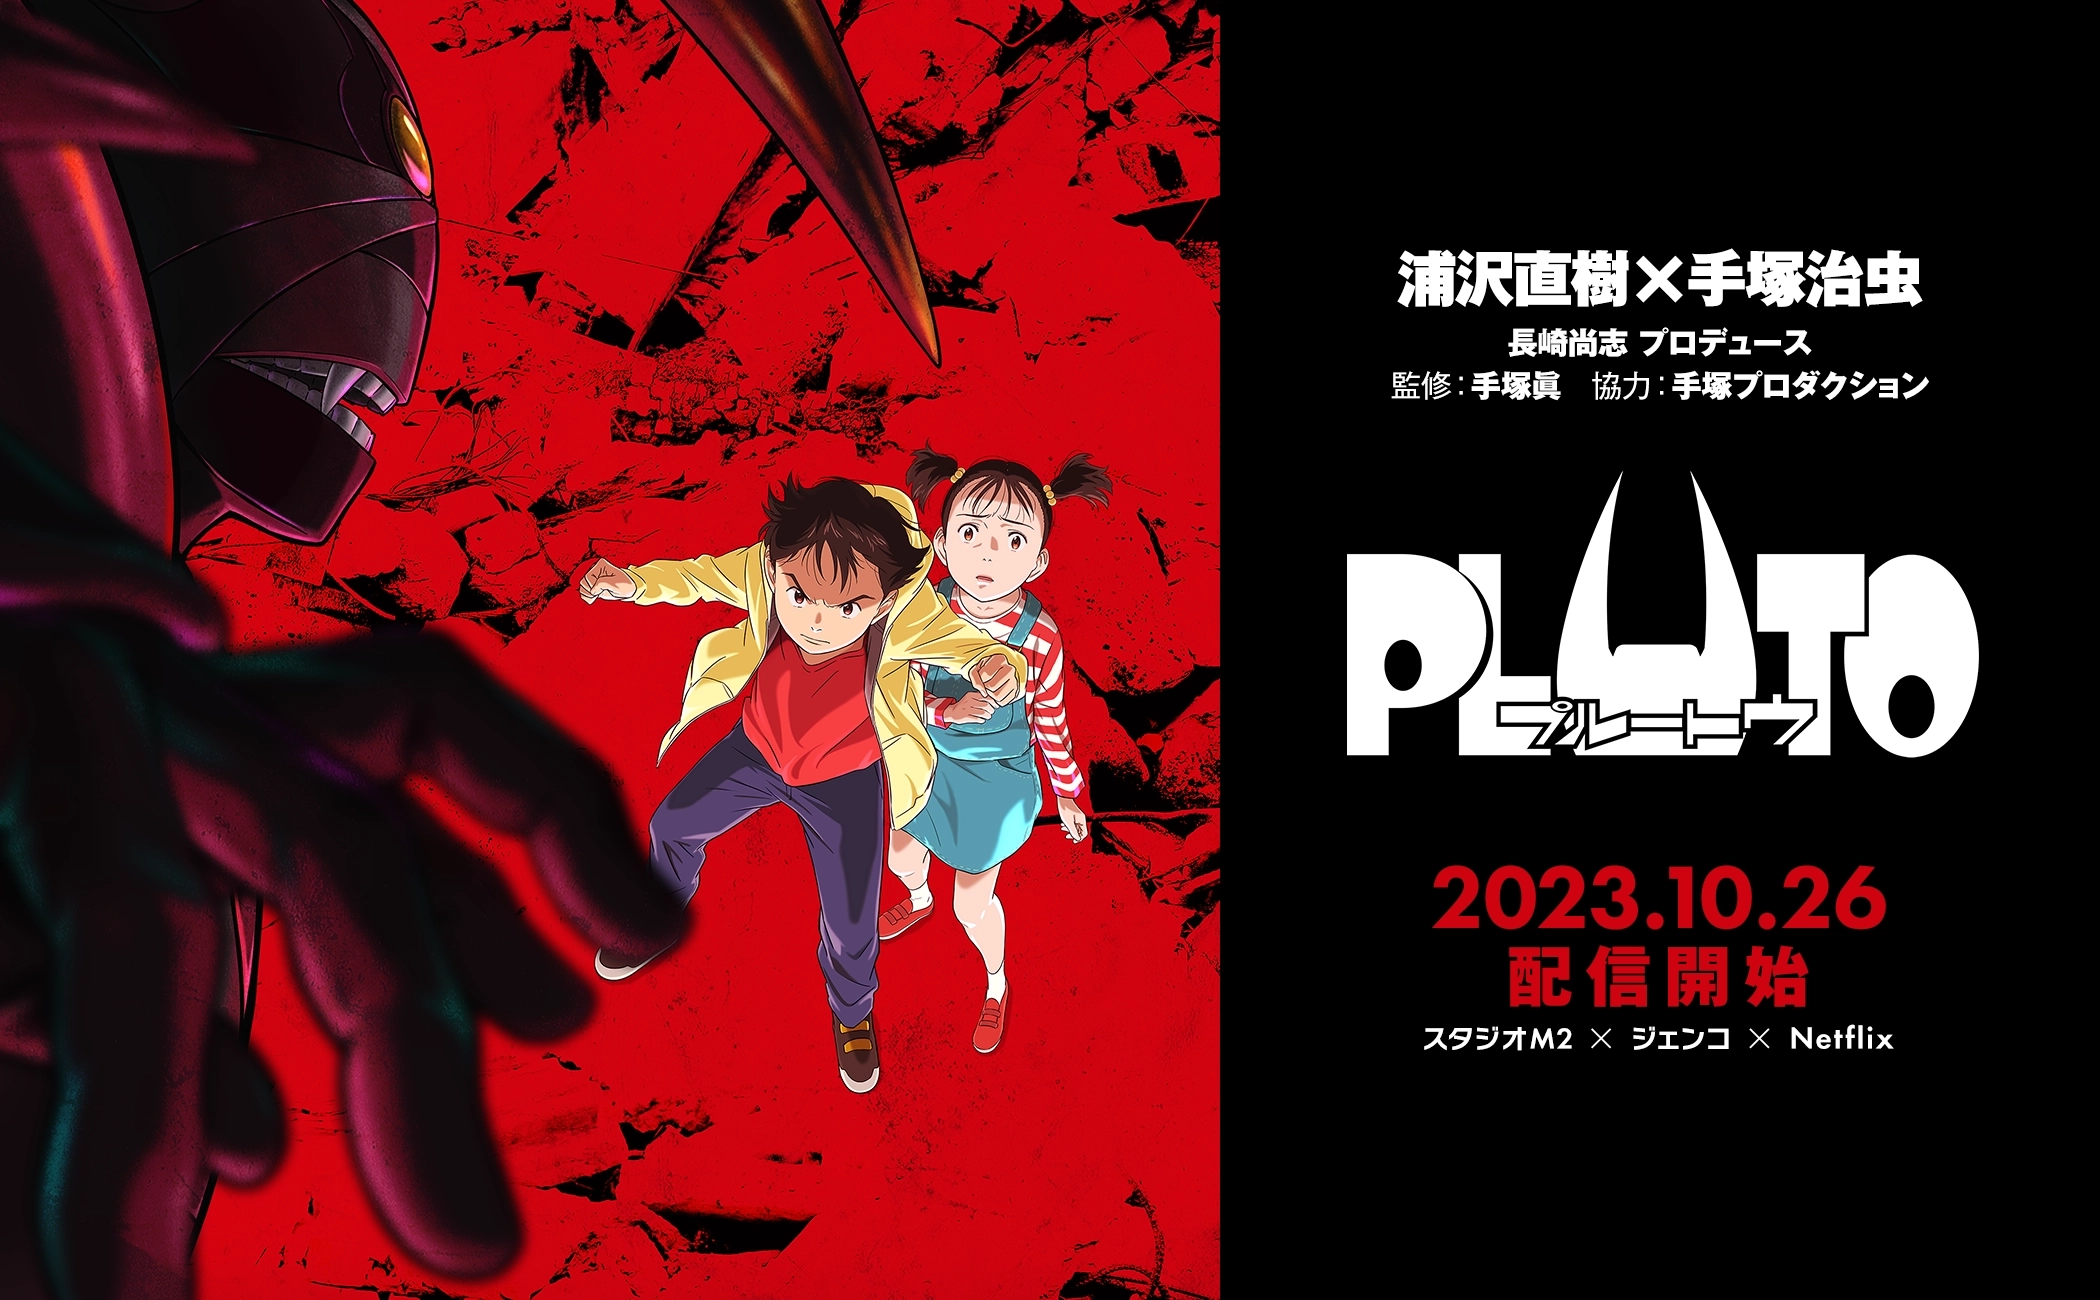 浦沢直樹×手塚治虫
長崎尚志 プロデュース
監修：手塚眞　協力：手塚プロダクション
PLUTO
プルートウ
2023.10.26
配信開始
スタジオM2 × ジェンコ × Netflix